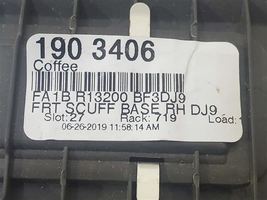 190 3406
Coffee
FA1B R13200 BF3DJ9
FRT SCUFF BASE RH DJ9
Slot: 27 Rack: 719 Load:
06-26-2019 11:58:14 AM